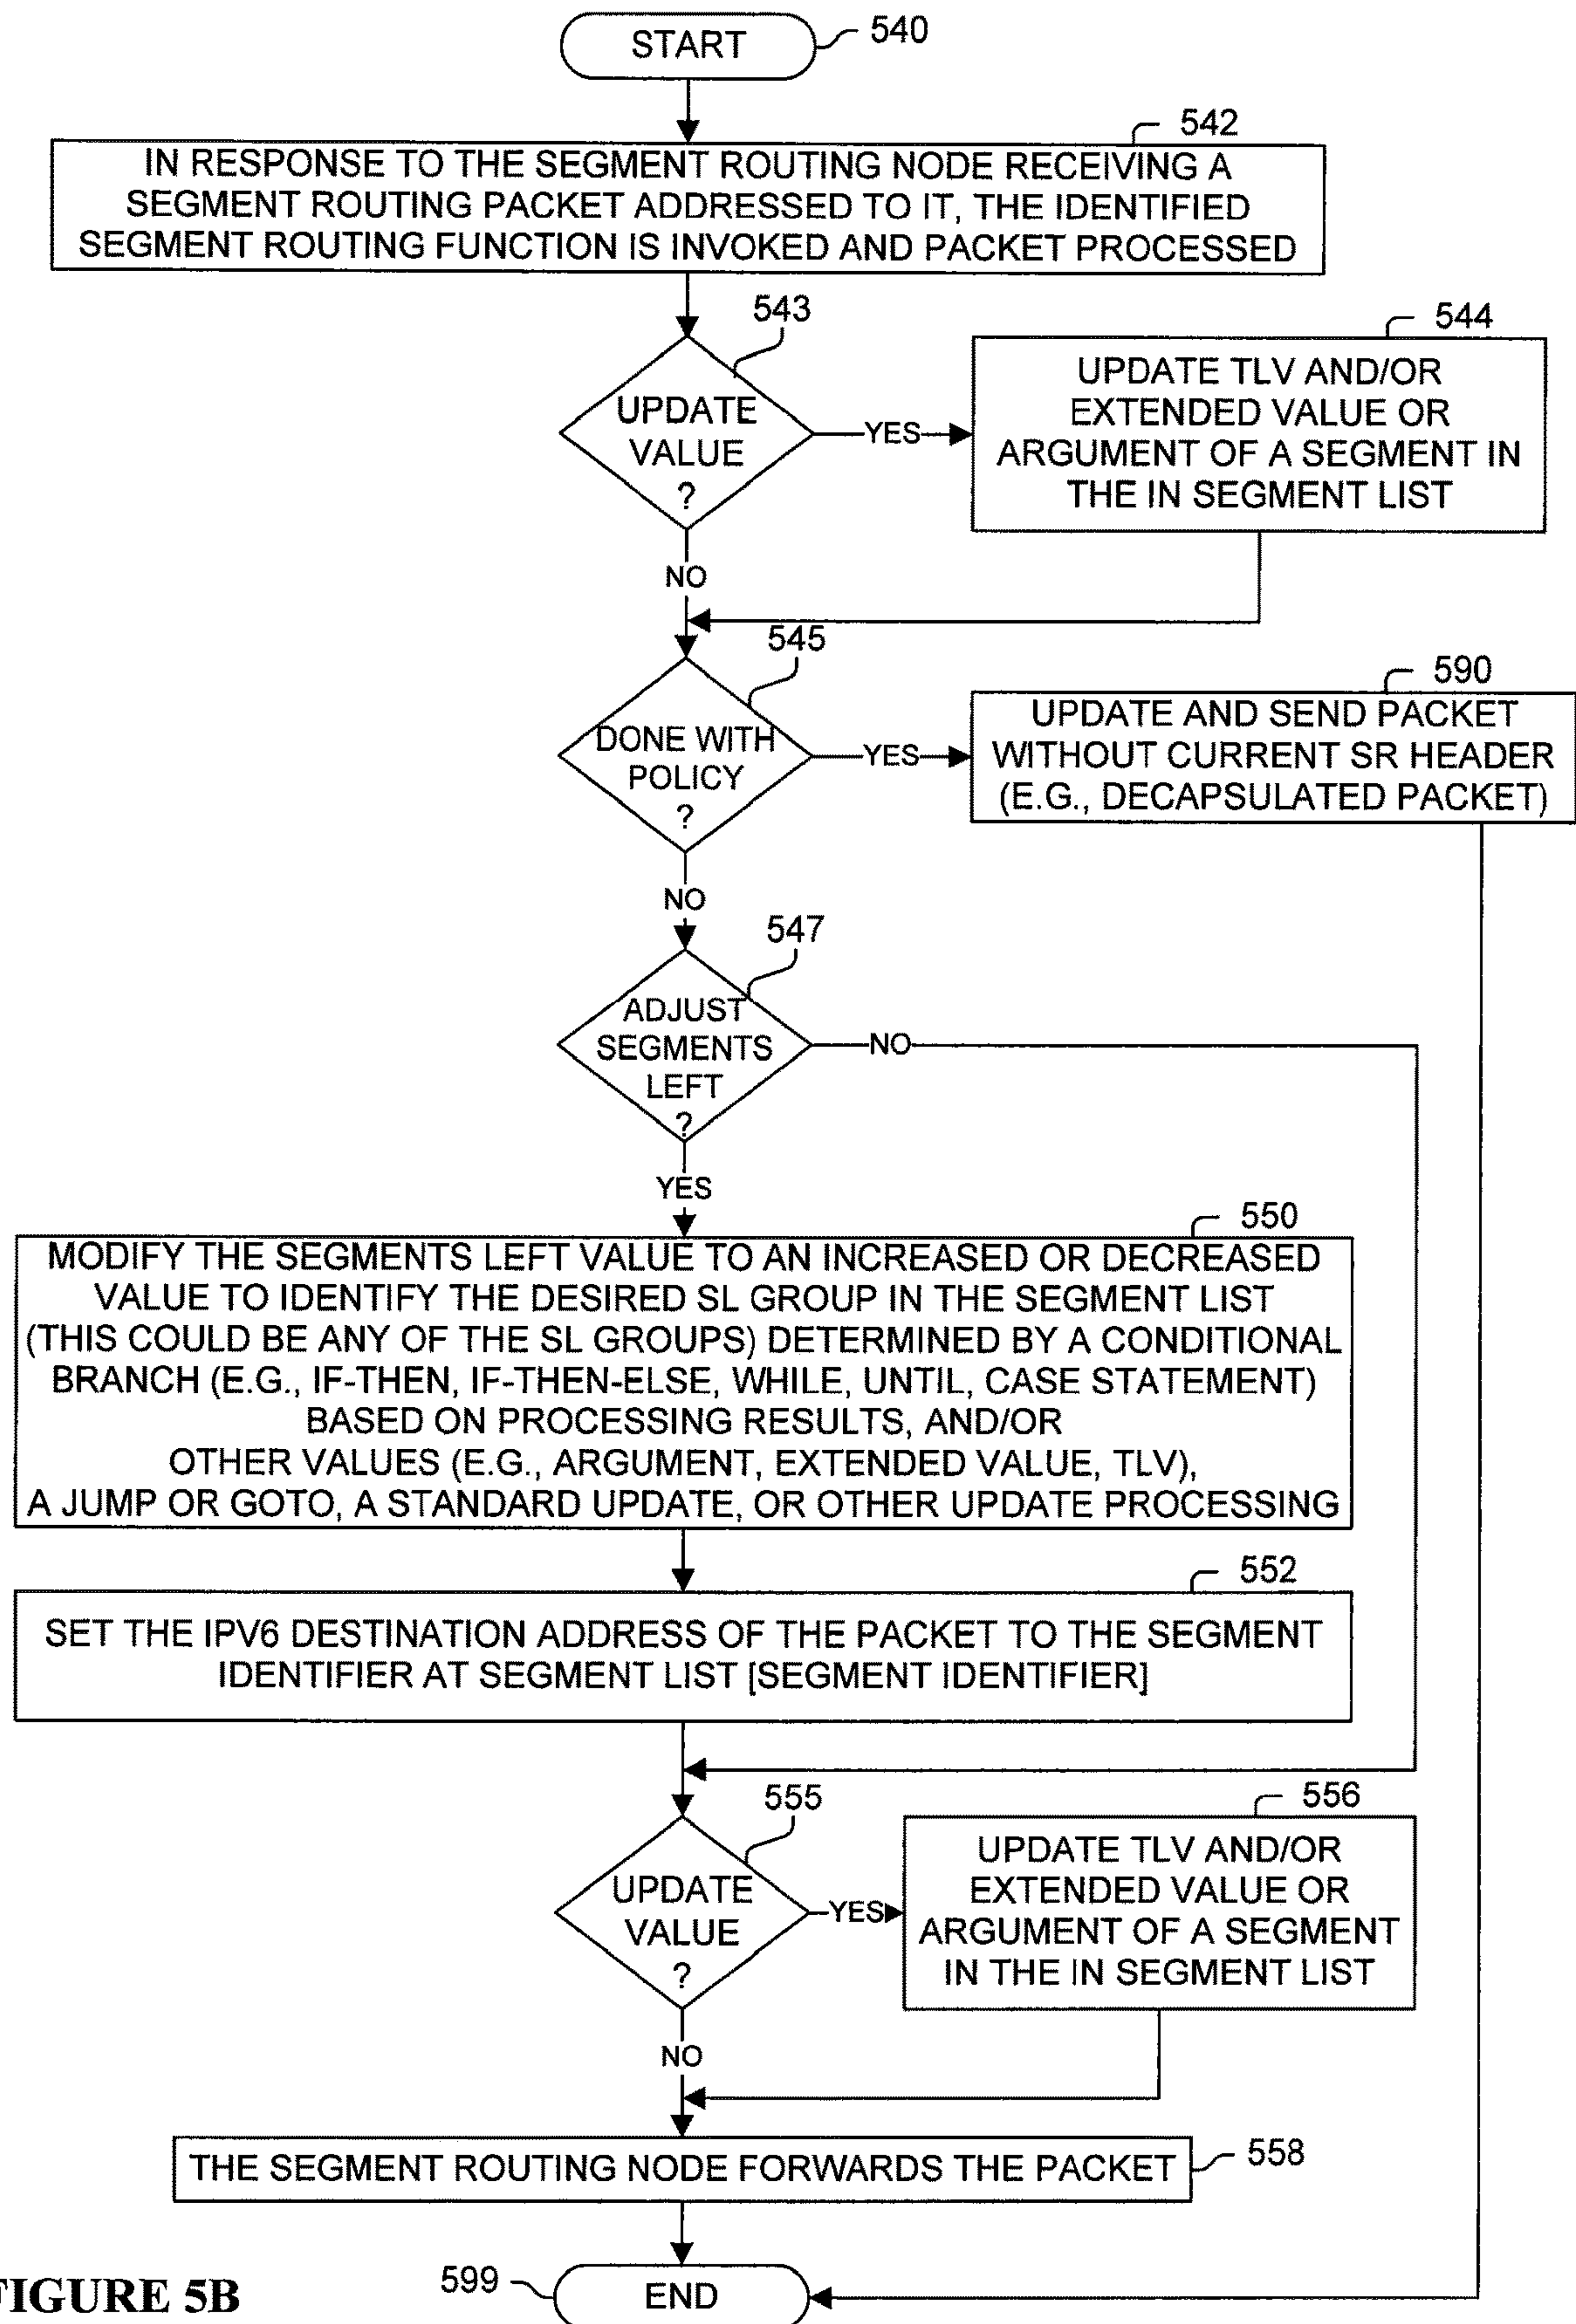 START
540
542
IN RESPONSE TO THE SEGMENT ROUTING NODE RECEIVING A
SEGMENT ROUTING PACKET ADDRESSED TO IT, THE IDENTIFIED
SEGMENT ROUTING FUNCTION IS INVOKED AND PACKET PROCESSED
543
UPDATE
VALUE
?
YES
544
UPDATE TLV AND/OR
EXTENDED VALUE OR
ARGUMENT OF A SEGMENT IN
THE IN SEGMENT LIST
NO
545
DONE WITH
POLICY
?
YES
590
UPDATE AND SEND PACKET
WITHOUT CURRENT SR HEADER
(E.G., DECAPSULATED PACKET)
NO
547
ADJUST
SEGMENTS
LEFT
?
NO
YES
550
MODIFY THE SEGMENTS LEFT VALUE TO AN INCREASED OR DECREASED
VALUE TO IDENTIFY THE DESIRED SL GROUP IN THE SEGMENT LIST
(THIS COULD BE ANY OF THE SL GROUPS) DETERMINED BY A CONDITIONAL
BRANCH (E.G., IF-THEN, IF-THEN-ELSE, WHILE, UNTIL, CASE STATEMENT)
BASED ON PROCESSING RESULTS, AND/OR
OTHER VALUES (E.G., ARGUMENT, EXTENDED VALUE, TLV),
A JUMP OR GOTO, A STANDARD UPDATE, OR OTHER UPDATE PROCESSING
552
SET THE IPV6 DESTINATION ADDRESS OF THE PACKET TO THE SEGMENT
IDENTIFIER AT SEGMENT LIST [SEGMENT IDENTIFIER]
555
UPDATE
VALUE
?
YES
556
UPDATE TLV AND/OR
EXTENDED VALUE OR
ARGUMENT OF A SEGMENT
IN THE IN SEGMENT LIST
NO
THE SEGMENT ROUTING NODE FORWARDS THE PACKET
558
599
END
FIGURE 5B